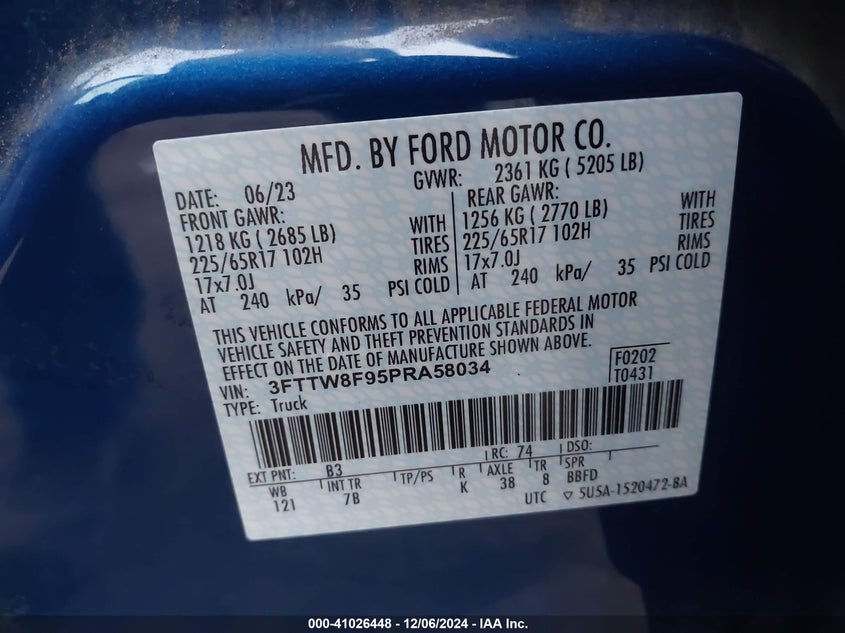 MFD. BY FORD MOTOR CO.
DATE: 06/23 GVWR: 2361 KG ( 5205 LB)
FRONT GAWR: REAR GAWR:
1218 KG ( 2685 LB) WITH 1256 KG ( 2770 LB) WITH
225/65R17 102H TIRES 225/65R17 102H TIRES
17x7.0J RIMS 17x7.0J RIMS
AT 240 kPa/ 35 PSI COLD AT 240 kPa/ 35 PSI COLD
THIS VEHICLE CONFORMS TO ALL APPLICABLE FEDERAL MOTOR
VEHICLE SAFETY AND THEFT PREVENTION STANDARDS IN
EFFECT ON THE DATE OF MANUFACTURE SHOWN ABOVE.
VIN: 3FTTW8F95PRA58034 F0202
TYPE: Truck T0431
EXT PNT: B3 RC: 74 DSO:
WB INT TR TP/PS R AXLE TR SPR
121 7B K 38 8 BBFD
UTC ▽ 5U5A-1520472-BA
000-41026448 - 12/06/2024 - IAA Inc.